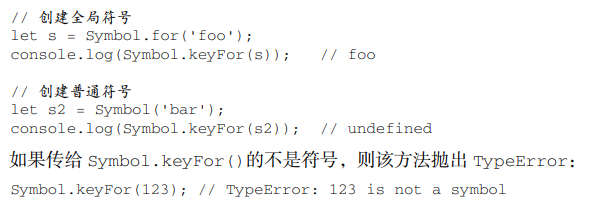 // 创建全局符号
let s = Symbol.for('foo');
console.log(Symbol.keyFor(s));   // foo
// 创建普通符号
let s2 = Symbol('bar');
console.log(Symbol.keyFor(s2));  // undefined
如果传给 Symbol.keyFor()的不是符号，则该方法抛出 TypeError：
Symbol.keyFor(123); // TypeError: 123 is not a symbol